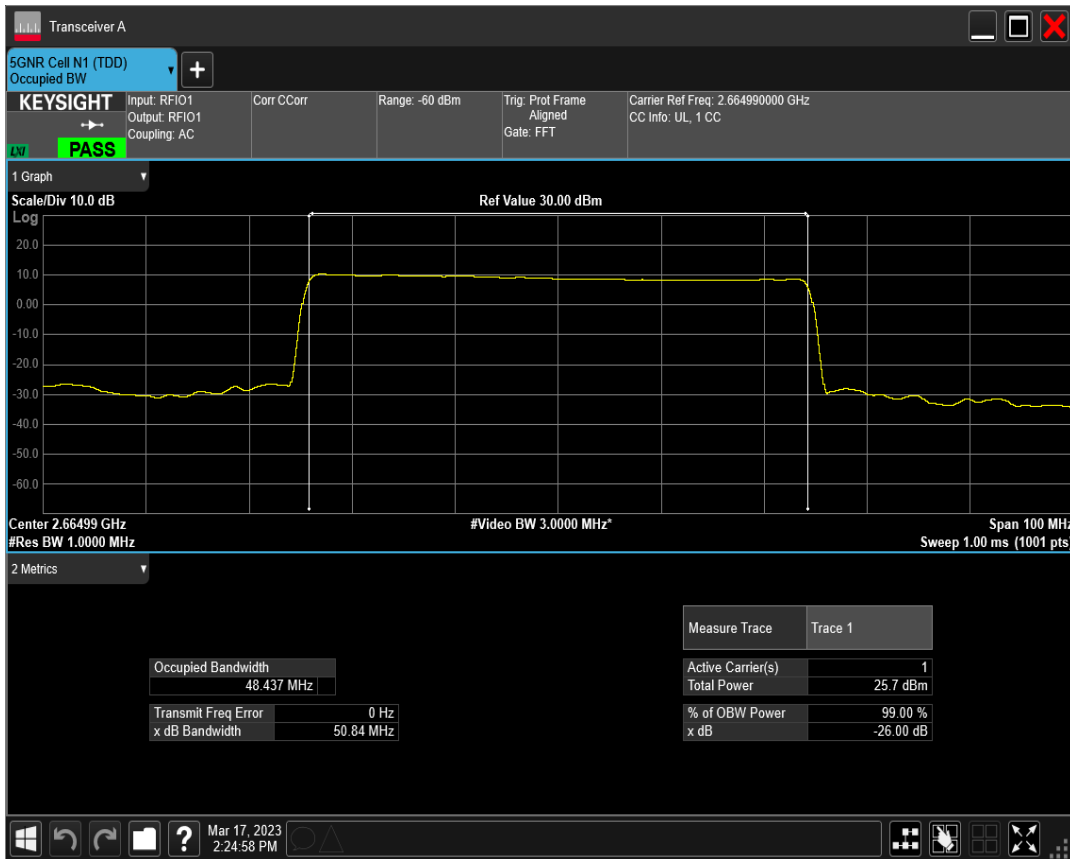 Transceiver A
5GNR Cell N1 (TDD)
Occupied BW
+
KEYSIGHT
LXI
PASS
Input: RFIO1
Output: RFIO1
Coupling: AC
Corr CCorr
Range: -60 dBm
Trig: Prot Frame
Aligned
Gate: FFT
Carrier Ref Freq: 2.664990000 GHz
CC Info: UL, 1 CC
1 Graph
Scale/Div 10.0 dB
Ref Value 30.00 dBm
Log
20.0
10.0
0.00
-10.0
-20.0
-30.0
-40.0
-50.0
-60.0
Center 2.66499 GHz
#Video BW 3.0000 MHz*
Span 100 MHz
#Res BW 1.0000 MHz
Sweep 1.00 ms (1001 pts)
2 Metrics
Measure Trace Trace 1
Occupied Bandwidth
48.437 MHz
Active Carrier(s) 1
Total Power 25.7 dBm
Transmit Freq Error 0 Hz
x dB Bandwidth 50.84 MHz
% of OBW Power 99.00 %
x dB -26.00 dB
?
Mar 17, 2023
2:24:58 PM